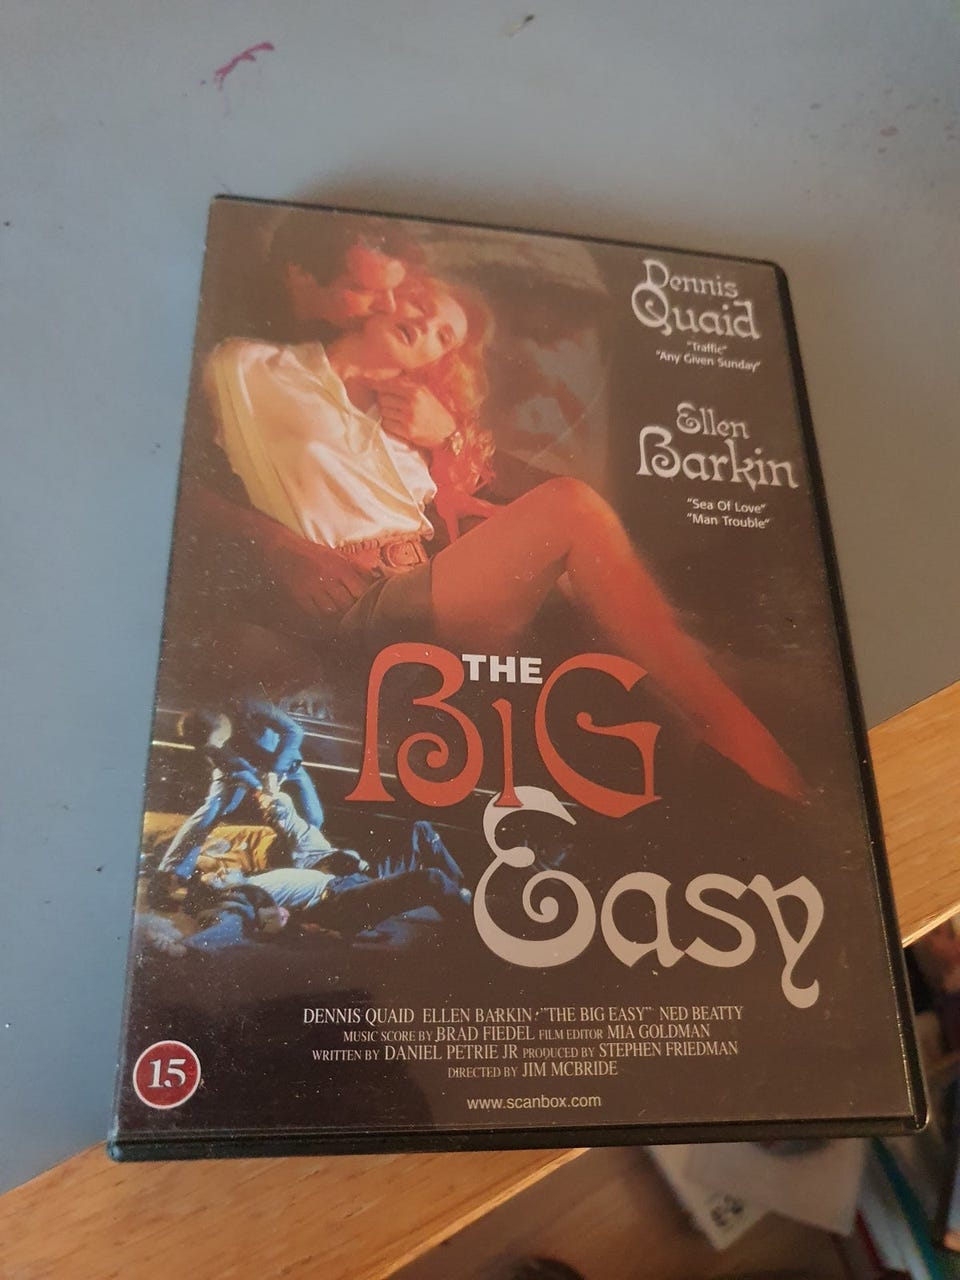 Dennis
Quaid
"Traffic"
"Any Given Sunday"
Ellen
Barkin
"Sea Of Love"
"Man Trouble"
THE
BIG
Easy
DENNIS QUAID ELLEN BARKIN "THE BIG EASY" NED BEATTY
MUSIC SCORE BY BRAD FIEDEL FILM EDITOR MIA GOLDMAN
WRITTEN BY DANIEL PETRIE JR PRODUCED BY STEPHEN FRIEDMAN
DIRECTED BY JIM MCBRIDE
15
www.scanbox.com